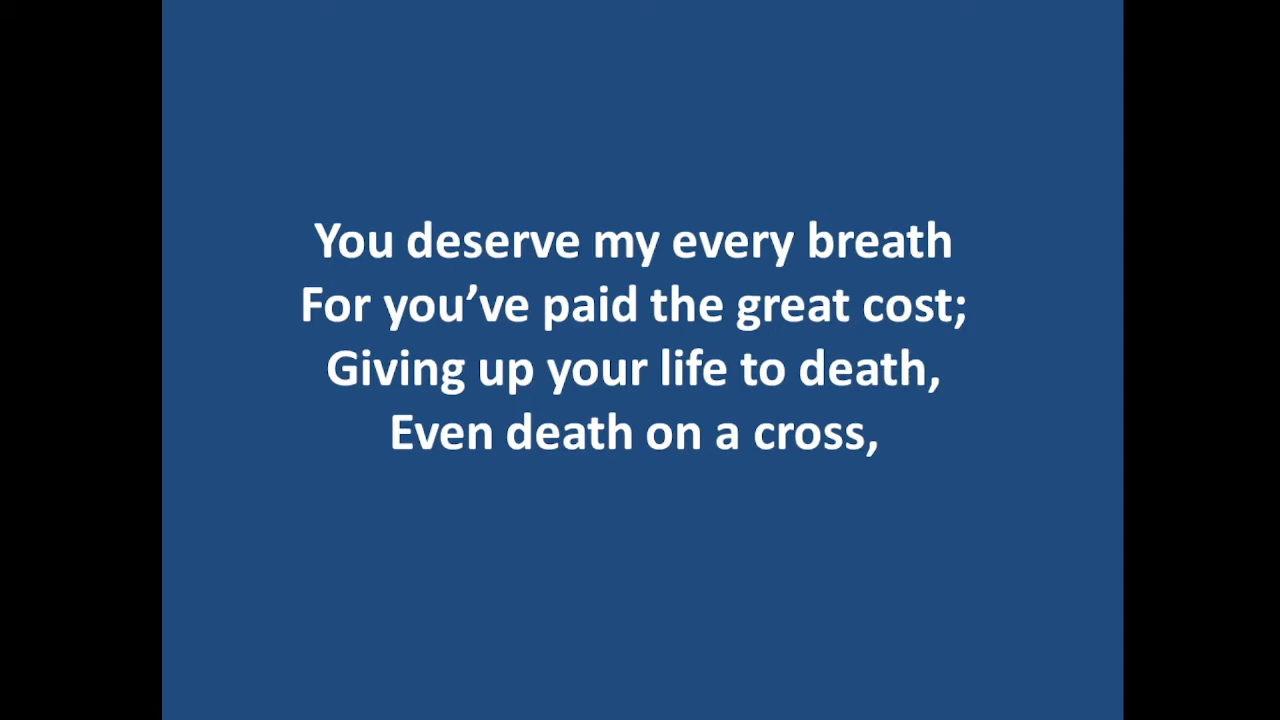 You deserve my every breath
For you’ve paid the great cost;
Giving up your life to death,
Even death on a cross,